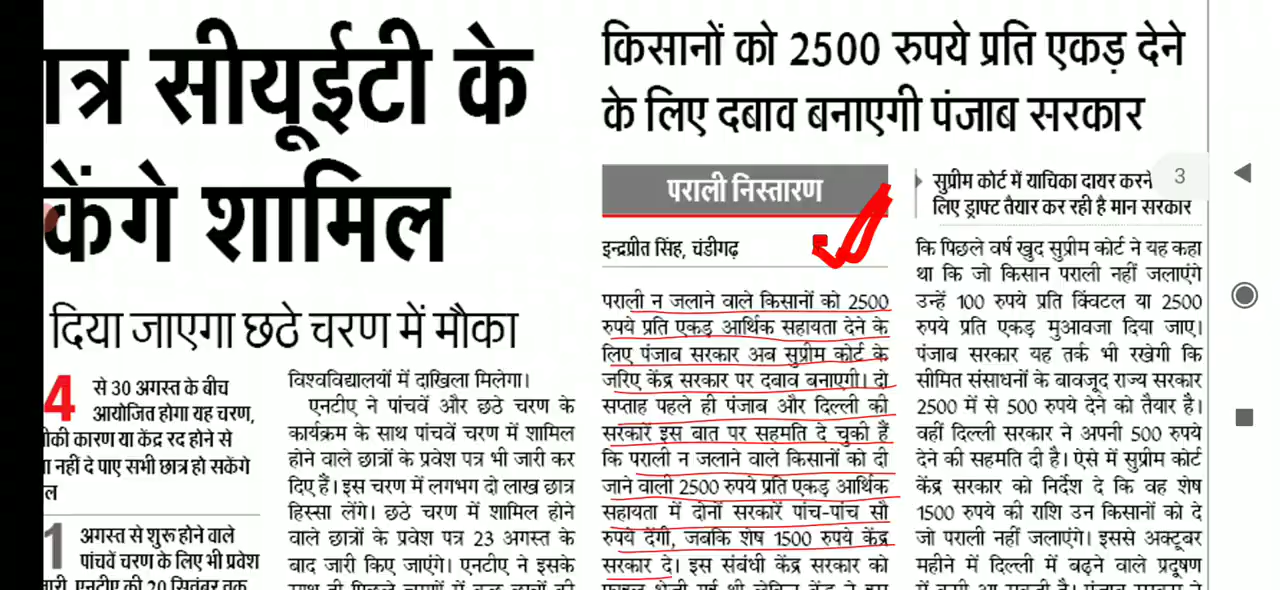 ात्र सीयूईटी के
केंगे शामिल
दिया जाएगा छठे चरण में मौका
4 से 30 अगस्त के बीच
आयोजित होगा यह चरण,
कारण या केंद्र रद होने से
नहीं दे पाए सभी छात्र हो सकेंगे
1 अगस्त से शुरू होने वाले
पांचवें चरण के लिए भी प्रवेश
एनटीए की 20 सितंबर तक
विश्वविद्यालयों में दाखिला मिलेगा।
एनटीए ने पांचवें और छठे चरण के
कार्यक्रम के साथ पांचवें चरण में शामिल
होने वाले छात्रों के प्रवेश पत्र भी जारी कर
दिए हैं। इस चरण में लगभग दो लाख छात्र
हिस्सा लेंगे। छठे चरण में शामिल होने
वाले छात्रों के प्रवेश पत्र 23 अगस्त के
बाद जारी किए जाएंगे। एनटीए ने इसके
किसानों को 2500 रुपये प्रति एकड़ देने
के लिए दबाव बनाएगी पंजाब सरकार
पराली निस्तारण
इन्द्रप्रीत सिंह, चंडीगढ़
पराली न जलाने वाले किसानों को 2500
रुपये प्रति एकड़ आर्थिक सहायता देने के
लिए पंजाब सरकार अब सुप्रीम कोर्ट के
जरिए केंद्र सरकार पर दबाव बनाएगी। दो
सप्ताह पहले ही पंजाब और दिल्ली की
सरकारें इस बात पर सहमति दे चुकी हैं
कि पराली न जलाने वाले किसानों को दी
जाने वाली 2500 रुपये प्रति एकड़ आर्थिक
सहायता में दोनों सरकारें पांच-पांच सौ
रुपये देंगी, जबकि शेष 1500 रुपये केंद्र
सरकार दे। इस संबंधी केंद्र सरकार को
सुप्रीम कोर्ट में याचिका दायर करने
लिए ड्राफ्ट तैयार कर रही है मान सरकार
3
कि पिछले वर्ष खुद सुप्रीम कोर्ट ने यह कहा
था कि जो किसान पराली नहीं जलाएंगे
उन्हें 100 रुपये प्रति क्विंटल या 2500
रुपये प्रति एकड़ मुआवजा दिया जाए।
पंजाब सरकार यह तर्क भी रखेगी कि
सीमित संसाधनों के बावजूद राज्य सरकार
2500 में से 500 रुपये देने को तैयार है।
वहीं दिल्ली सरकार ने अपनी 500 रुपये
देने की सहमति दी है। ऐसे में सुप्रीम कोर्ट
केंद्र सरकार को निर्देश दे कि वह शेष
1500 रुपये की राशि उन किसानों को दे
जो पराली नहीं जलाएंगे। इससे अक्टूबर
महीने में दिल्ली में बढ़ने वाले प्रदूषण